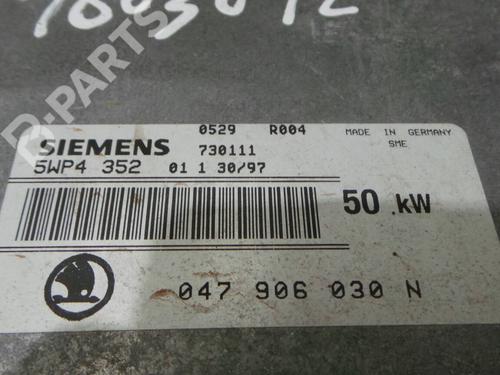 B-PARTS
0529 R004
MADE IN GERMANY
SIEMENS 730111
SME
5WP4 352 01 1 30/97
50 kW
047 906 030 N